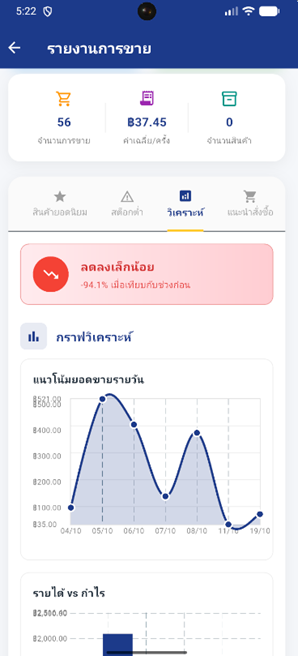 5:22
รายงานการขาย
56
฿37.45
0
จำนวนการขาย
ค่าเฉลี่ย/ครั้ง
จำนวนสินค้า
สินค้ายอดนิยม
สต็อกต่ำ
วิเคราะห์
แนะนำสั่งซื้อ
ลดลงเล็กน้อย
-94.1% เมื่อเทียบกับช่วงก่อน
กราฟวิเคราะห์
แนวโน้มยอดขายรายวัน
฿521.00
฿500.00
฿400.00
฿300.00
฿200.00
฿100.00
฿35.00
04/10 05/10 06/10 07/10 08/10 11/10 19/10
รายได้ vs กำไร
฿2,000.00